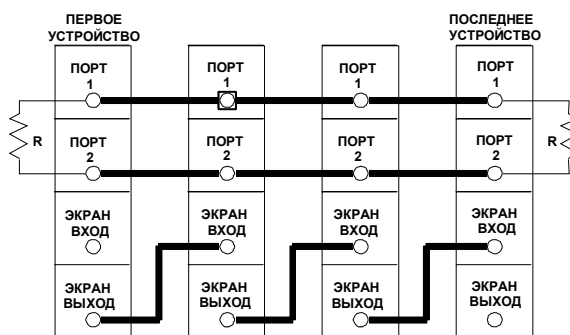 ПЕРВОЕ
УСТРОЙСТВО
ПОСЛЕДНЕЕ
УСТРОЙСТВО
ПОРТ
1
ПОРТ
1
ПОРТ
1
ПОРТ
1
R
R
ПОРТ
2
ПОРТ
2
ПОРТ
2
ПОРТ
2
ЭКРАН
ВХОД
ЭКРАН
ВХОД
ЭКРАН
ВХОД
ЭКРАН
ВХОД
ЭКРАН
ВЫХОД
ЭКРАН
ВЫХОД
ЭКРАН
ВЫХОД
ЭКРАН
ВЫХОД